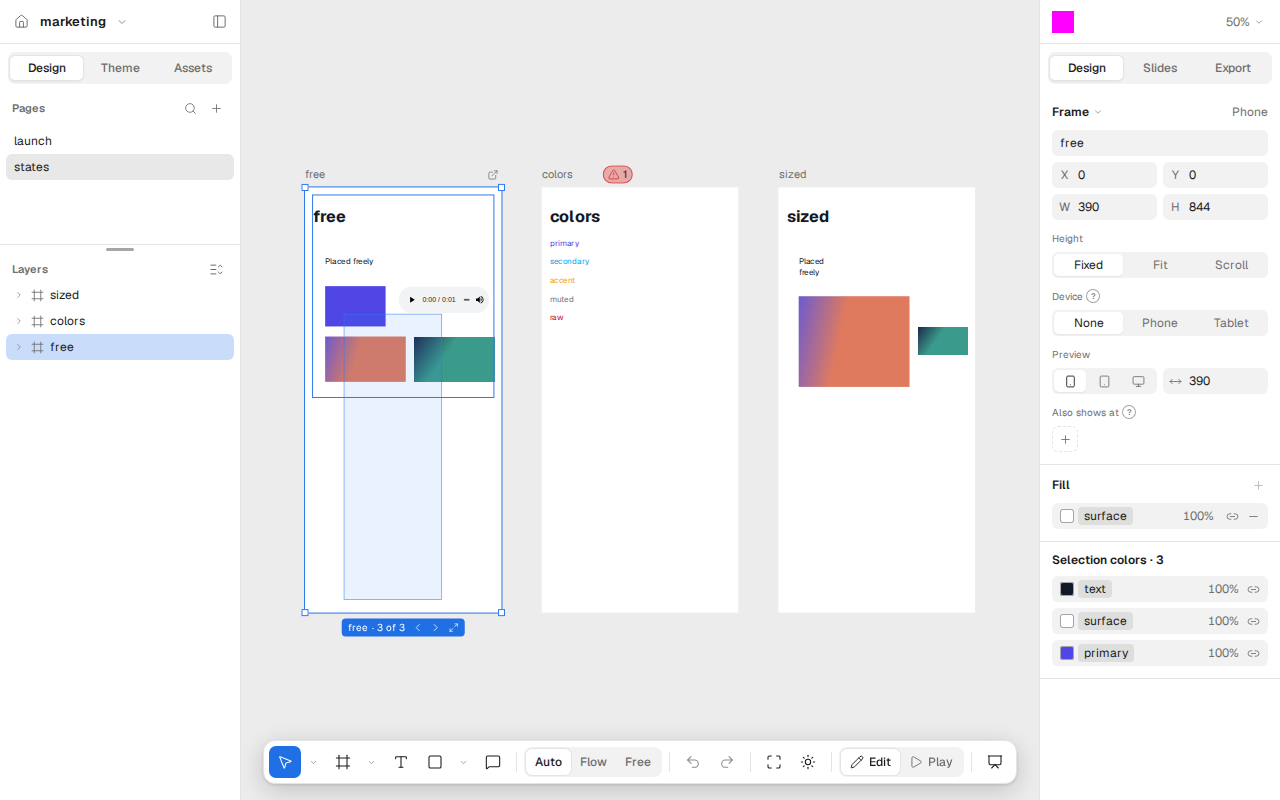 marketing
Design
Theme
Assets
Pages
launch
states
Layers
sized
colors
free
free
free
Placed freely
0:00 / 0:01
free · 3 of 3
colors
1
colors
primary
secondary
accent
muted
raw
sized
sized
Placed
freely
Auto
Flow
Free
Edit
Play
50%
Design
Slides
Export
Frame
Phone
free
X 0
Y 0
W 390
H 844
Height
Fixed
Fit
Scroll
Device ?
None
Phone
Tablet
Preview
390
Also shows at ?
Fill
surface 100%
Selection colors · 3
text 100%
surface 100%
primary 100%